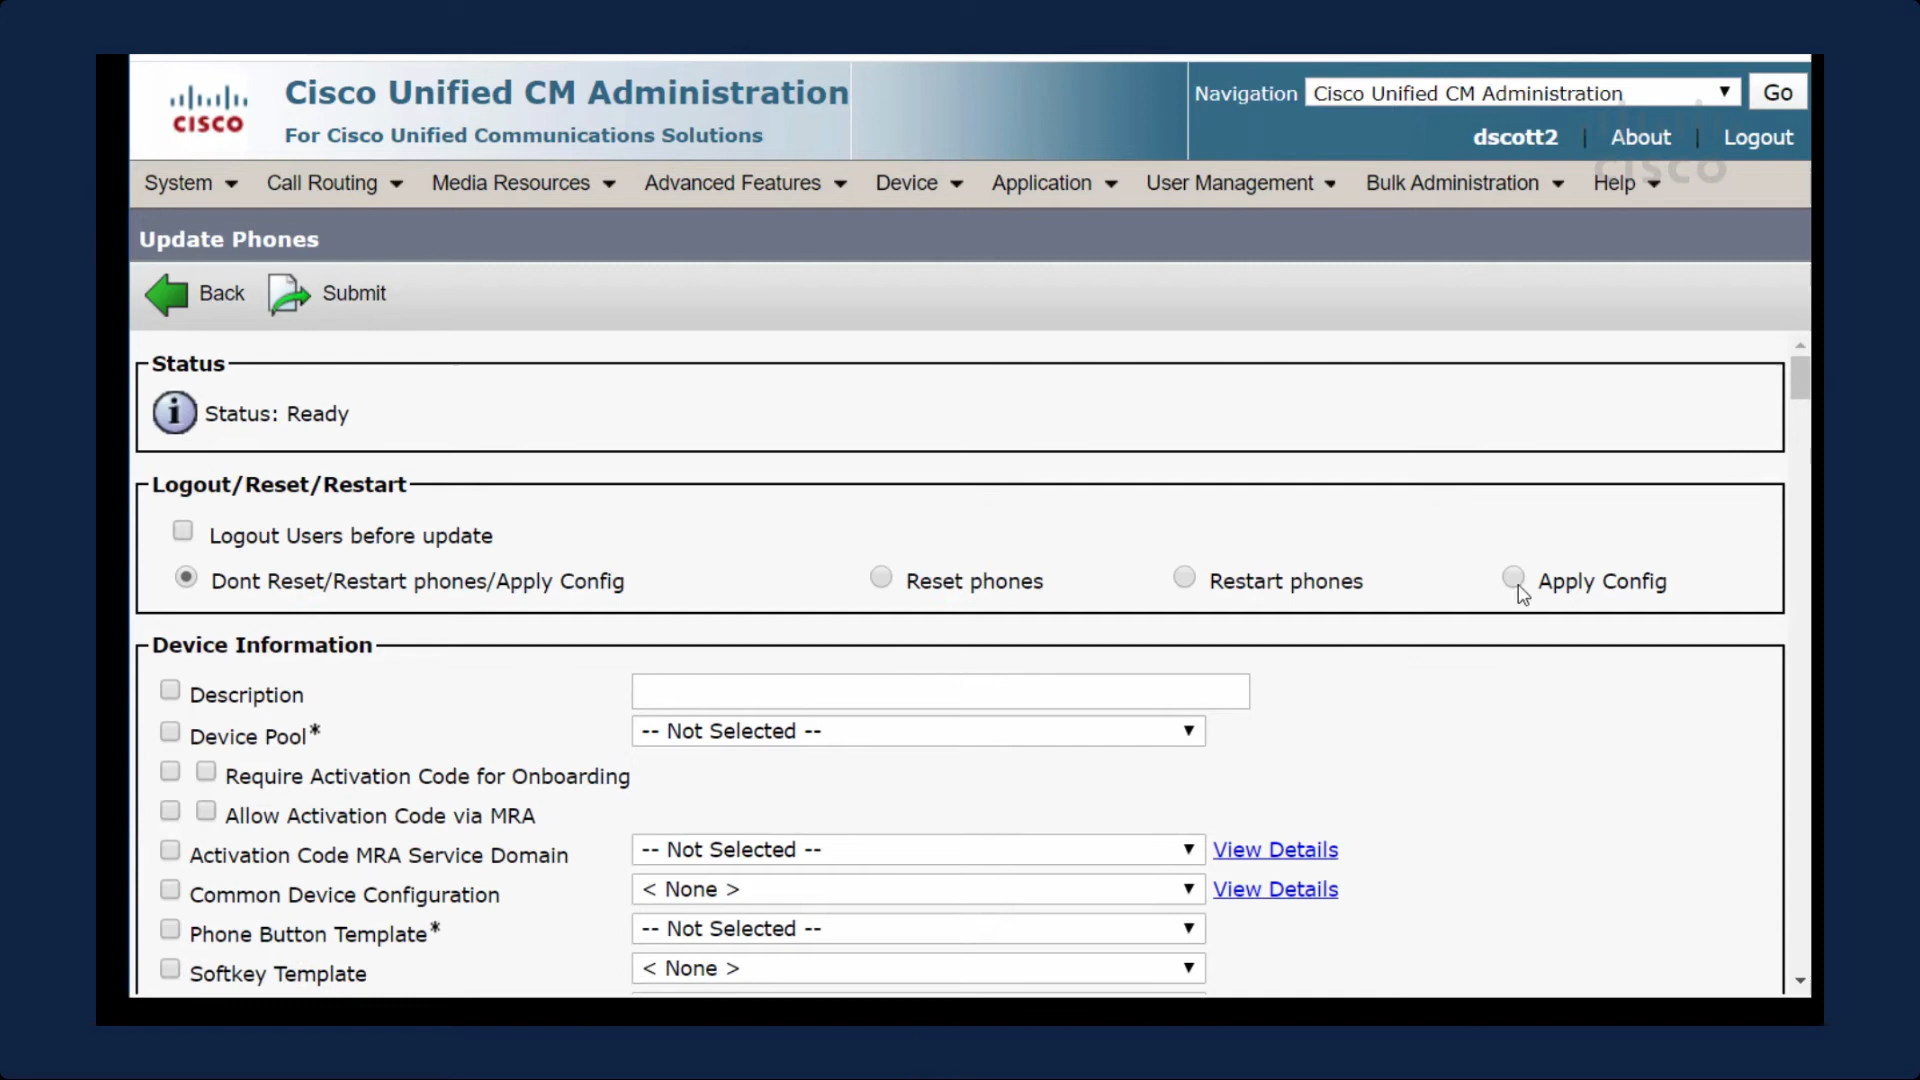 Cisco Unified CM Administration
For Cisco Unified Communications Solutions
CISCO
Navigation Cisco Unified CM Administration Go
dscott2 | About | Logout
System Call Routing Media Resources Advanced Features Device Application User Management Bulk Administration Help
cisco
Update Phones
Back Submit
Status
Status: Ready
Logout/Reset/Restart
Logout Users before update
Dont Reset/Restart phones/Apply Config Reset phones Restart phones Apply Config
Device Information
Description
Device Pool* -- Not Selected --
Require Activation Code for Onboarding
Allow Activation Code via MRA
Activation Code MRA Service Domain -- Not Selected -- View Details
Common Device Configuration < None > View Details
Phone Button Template* -- Not Selected --
Softkey Template < None >